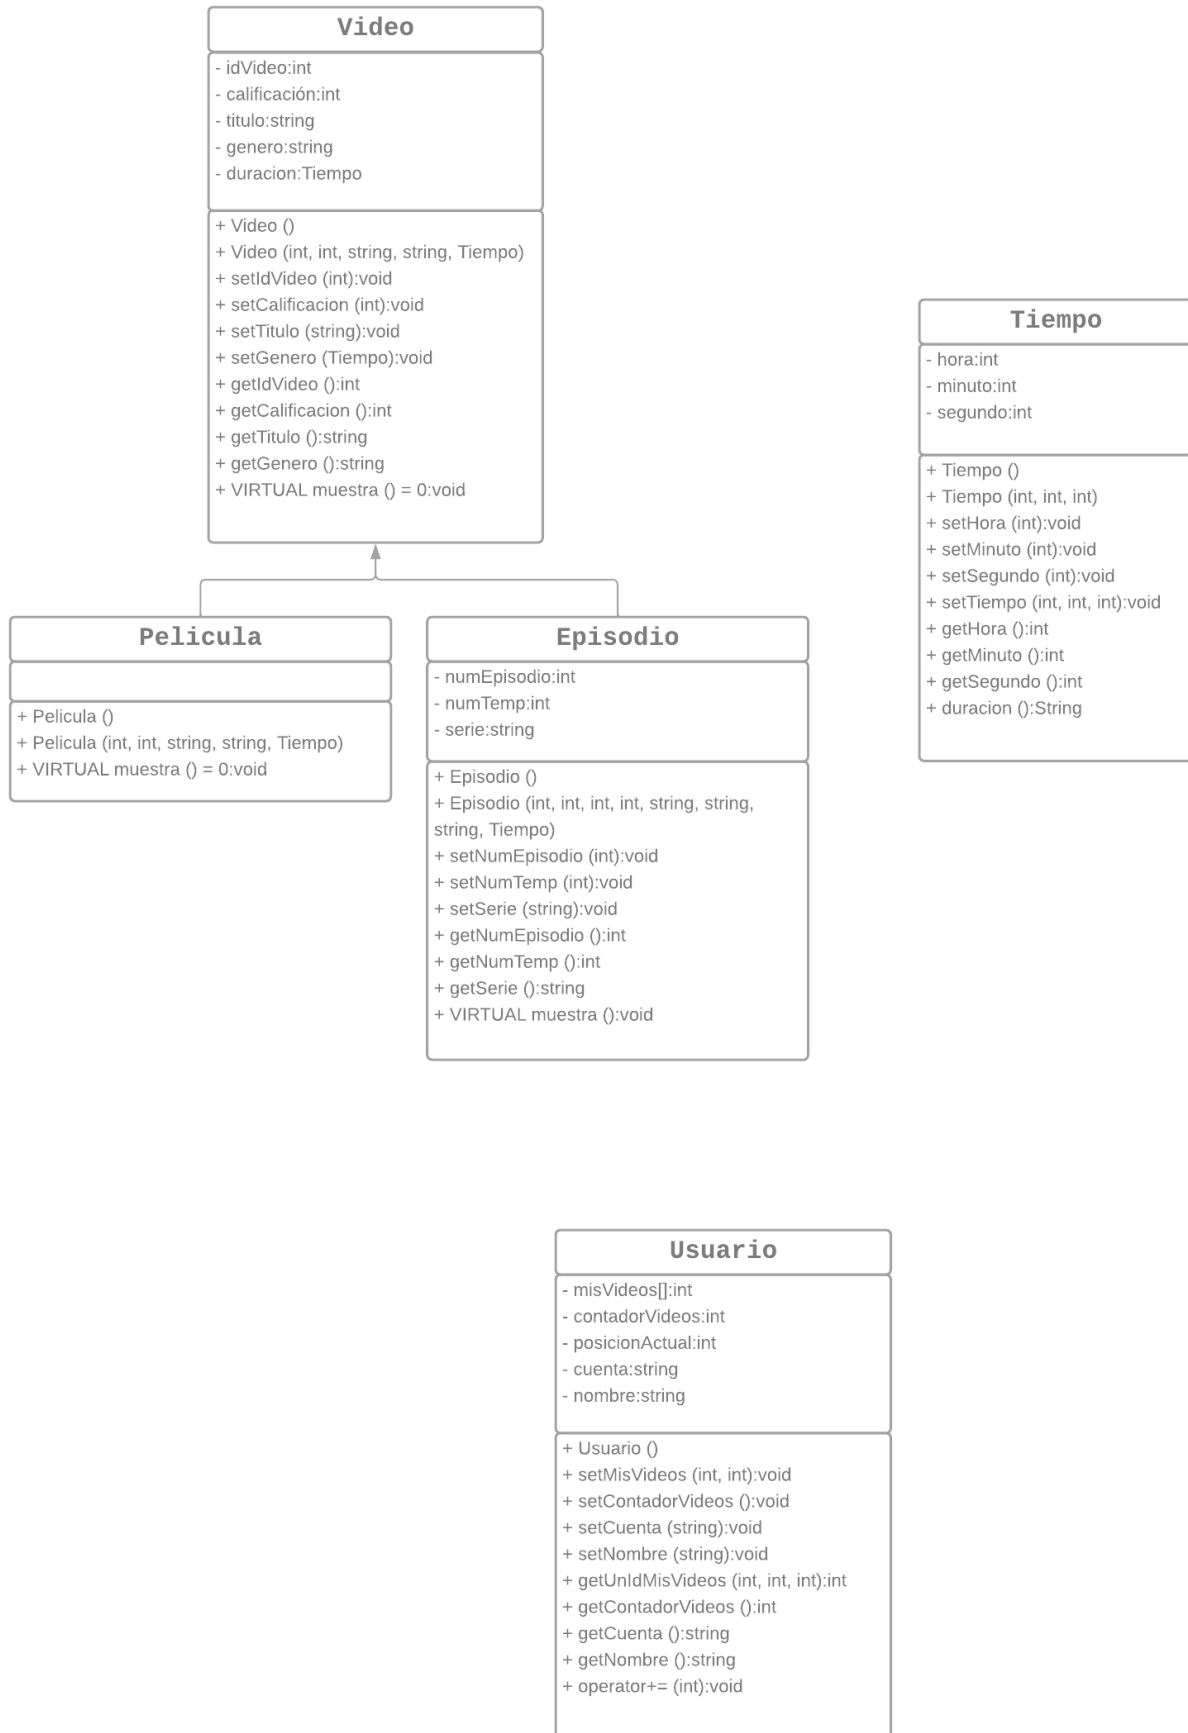 Video
- idVideo:int
- calificación:int
- titulo:string
- genero:string
- duracion:Tiempo
+ Video ()
+ Video (int, int, string, string, Tiempo)
+ setIdVideo (int):void
+ setCalificacion (int):void
+ setTitulo (string):void
+ setGenero (Tiempo):void
+ getIdVideo ():int
+ getCalificacion ():int
+ getTitulo ():string
+ getGenero ():string
+ VIRTUAL muestra () = 0:void
Tiempo
- hora:int
- minuto:int
- segundo:int
+ Tiempo ()
+ Tiempo (int, int, int)
+ setHora (int):void
+ setMinuto (int):void
+ setSegundo (int):void
+ setTiempo (int, int, int):void
+ getHora ():int
+ getMinuto ():int
+ getSegundo ():int
+ duracion ():String
Pelicula
+ Pelicula ()
+ Pelicula (int, int, string, string, Tiempo)
+ VIRTUAL muestra () = 0:void
Episodio
- numEpisodio:int
- numTemp:int
- serie:string
+ Episodio ()
+ Episodio (int, int, int, int, string, string,
string, Tiempo)
+ setNumEpisodio (int):void
+ setNumTemp (int):void
+ setSerie (string):void
+ getNumEpisodio ():int
+ getNumTemp ():int
+ getSerie ():string
+ VIRTUAL muestra ():void
Usuario
- misVideos[]:int
- contadorVideos:int
- posicionActual:int
- cuenta:string
- nombre:string
+ Usuario ()
+ setMisVideos (int, int):void
+ setContadorVideos ():void
+ setCuenta (string):void
+ setNombre (string):void
+ getUnIdMisVideos (int, int, int):int
+ getContadorVideos ():int
+ getCuenta ():string
+ getNombre ():string
+ operator+= (int):void